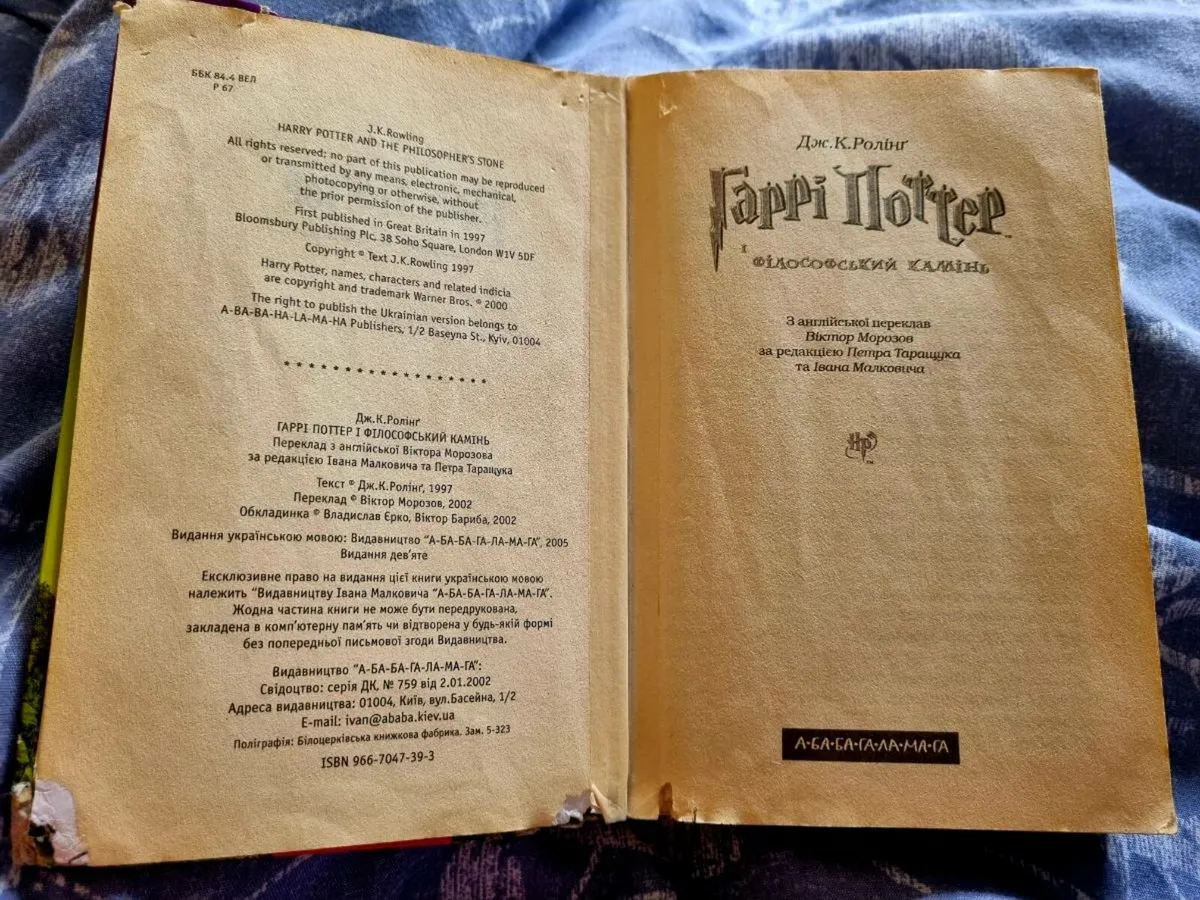 ББК 84.4 ВЕЛ
Р 67
J.K.Rowling
HARRY POTTER AND THE PHILOSOPHER'S STONE
All rights reserved; no part of this publication may be reproduced
or transmitted by any means, electronic, mechanical,
photocopying or otherwise, without
the prior permission of the publisher.
First published in Great Britain in 1997
Bloomsbury Publishing Plc, 38 Soho Square, London W1V 5DF
Copyright © Text J.K.Rowling 1997
Harry Potter, names, characters and related indicia
are copyright and trademark Warner Bros. © 2000
The right to publish the Ukrainian version belongs to
A-BA-BA-HA-LA-MA-HA Publishers, 1/2 Baseyna St., Kyiv, 01004
* * * * * * * * * * * * * * * * *
Дж.К.Ролінґ
ГАРРІ ПОТТЕР І ФІЛОСОФСЬКИЙ КАМІНЬ
Переклад з англійської Віктора Морозова
за редакцією Івана Малковича та Петра Таращука
Текст © Дж.К.Ролінґ, 1997
Переклад © Віктор Морозов, 2002
Обкладинка © Владислав Єрко, Віктор Бариба, 2002
Видання українською мовою: Видавництво "А-БА-БА-ГА-ЛА-МА-ГА", 2005
Видання дев'яте
Ексклюзивне право на видання цієї книги українською мовою
належить "Видавництву Івана Малковича "А-БА-БА-ГА-ЛА-МА-ГА".
Жодна частина книги не може бути передрукована,
закладена в комп'ютерну пам'ять чи відтворена у будь-якій формі
без попередньої письмової згоди Видавництва.
Видавництво "А-БА-БА-ГА-ЛА-МА-ГА":
Свідоцтво: серія ДК, № 759 від 2.01.2002
Адреса видавництва: 01004, Київ, вул.Басейна, 1/2
E-mail: ivan@ababa.kiev.ua
Поліграфія: Білоцерківська книжкова фабрика. Зам. 5-323
ISBN 966-7047-39-3
Дж.К.Ролінґ
Гаррі Поттер™
і
філософський камінь
З англійської переклав
Віктор Морозов
за редакцією Петра Таращука
та Івана Малковича
HP™
А·БА·БА·ГА·ЛА·МА·ГА